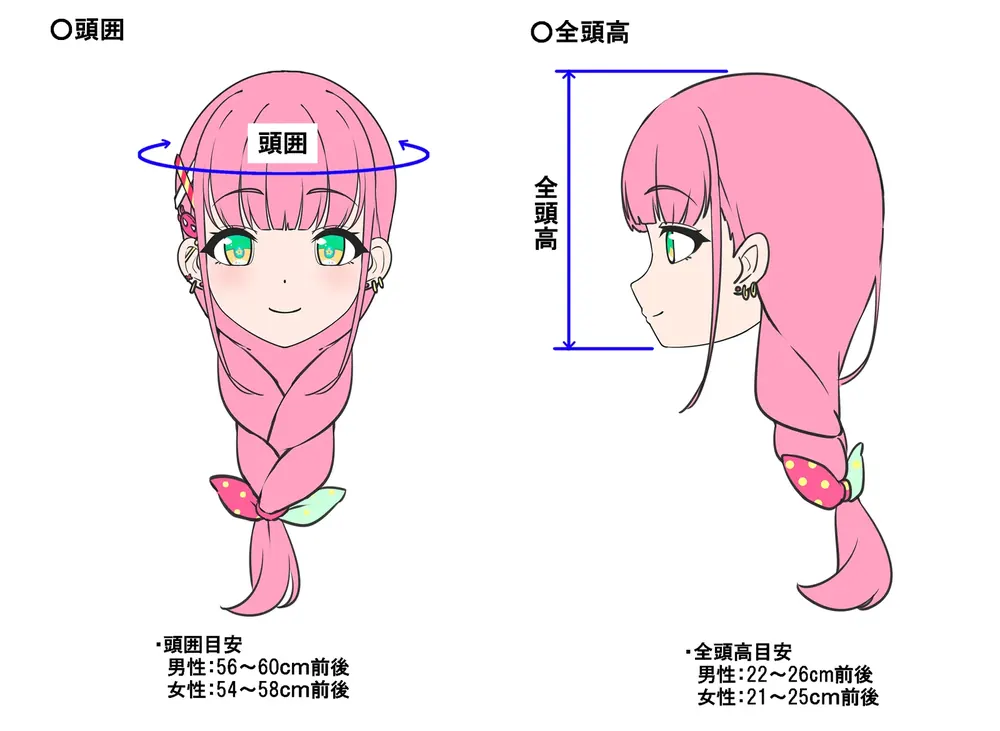 〇頭囲
頭囲
・頭囲目安
男性:56～60cm前後
女性:54～58cm前後
〇全頭高
全頭高
・全頭高目安
男性:22～26cm前後
女性:21～25cm前後